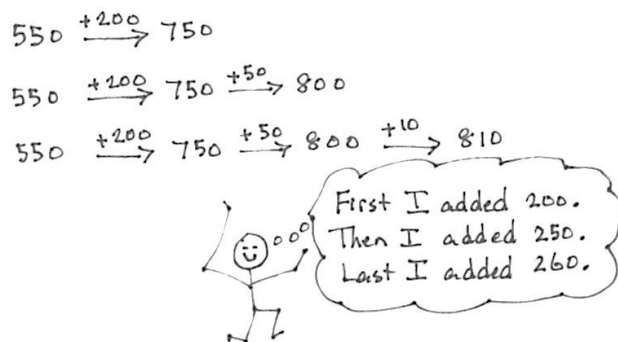 550 +200→ 750
550 +200→ 750 +50→ 800
550 +200→ 750 +50→ 800 +10→ 810
First I added 200.
Then I added 250.
Last I added 260.